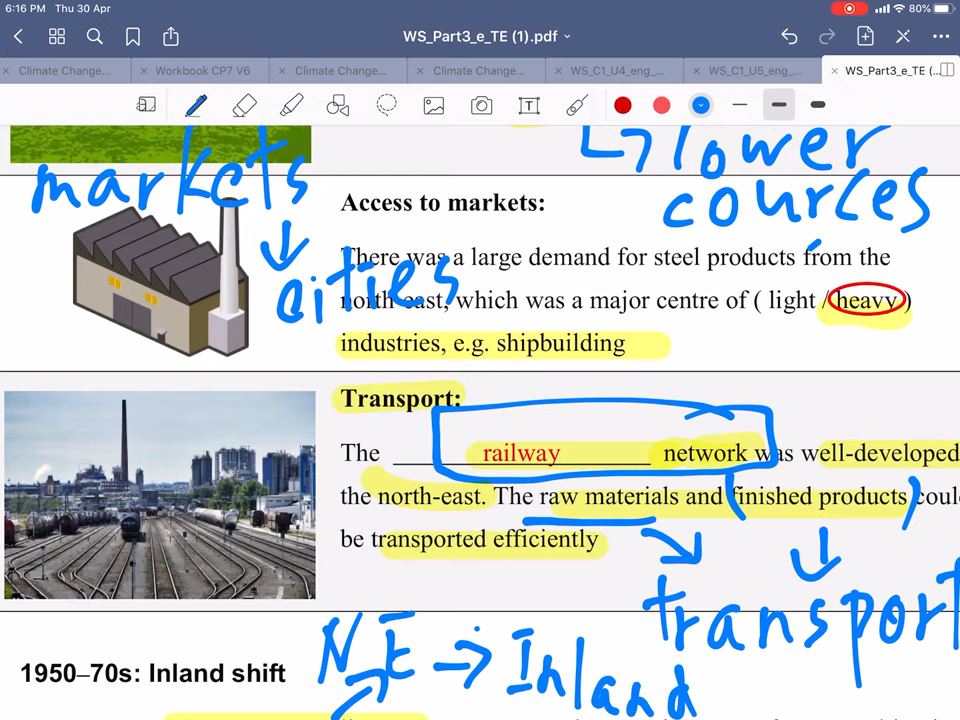 6:16 PM Thu 30 Apr
80%
WS_Part3_e_TE (1).pdf
Climate Change...
Workbook CP7 V6
Climate Change...
Climate Change...
WS_C1_U4_eng_...
WS_C1_U5_eng_...
WS_Part3_e_TE (...
T
markets
↓
cities
↳ lower
cources
Access to markets:
There was a large demand for steel products from the
north-east, which was a major centre of ( light / heavy )
industries, e.g. shipbuilding
Transport:
The railway network was well-developed
the north-east. The raw materials and finished products coul
be transported efficiently
transport
1950–70s: Inland shift
NE → Inland